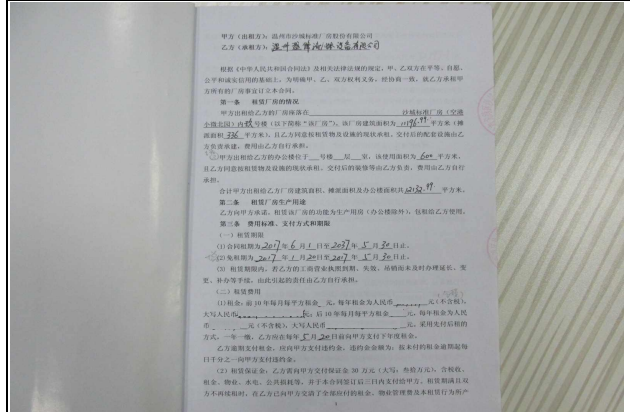 甲方（出租方）：温州市沙城标准厂房股份有限公司
乙方（承租方）：温州
根据《中华人民共和国合同法》及相关法律法规的规定，甲、乙双方在平等、自愿、
公平和诚实信用的基础上，为明确甲、乙、双方权利义务，经协商一致，就乙方承租甲
方所有的厂房事宜订立本合同。
第一条 租赁厂房的情况
甲方出租给乙方的厂房座落在 沙城标准厂房（空港
小微北园）内 号楼（以下简称“该厂房”），该厂房建筑面积为 11196.99 平方米（摊
派面积 336 平方米）。且乙方同意按租赁物及设施的现状承租。交付后的配套设施由乙
方负责承建，费用由乙方自行承担。
甲方出租给乙方的办公楼位于 号楼 层 室，该使用面积为 600 平方米。
且乙方同意按租赁物及设施的现状承租。交付后的装修等由乙方负责，费用由乙方自行
承担。
合计甲方出租给乙方厂房建筑面积、摊派面积及办公楼面积共 12132.99 平方米。
第二条 租赁厂房生产用途
乙方向甲方承诺，租赁该厂房的功能为生产用房（办公楼除外），包租给乙方使用。
第三条 费用标准、支付方式和期限
（一）租赁期限
(1)合同租期为 2017 年 6 月 1 日至 2037 年 5 月 30 日止。
(2)免租期为 2017 年 1 月 20 日至 2017 年 5 月 30 日止。
(3) 租赁期限内，若乙方的工商营业执照到期、失效、吊销而未及时办理延长、变
更、补办等手续，由此引起的责任由乙方自行承担。
（二）租赁费用
(1)租金：前 10 年每月每平方租金 元，每年租金为人民币 元（不含税），
大写人民币 元；后 10 年每月每平方租金 元，每年租金为人民
币 元（不含税），大写人民币 元，采用先付后租的
方式，一年一缴，乙方应在每年 5 月 20 日前向甲方支付下年度租金。
乙方逾期支付租金，应向甲方支付违约金。违约金金额为：按未付的租金逾期起每
日千分之一向甲方支付违约金。
（2）租赁保证金：乙方需向甲方交付保证金 30 万元（大写：叁拾万元），含税收、
租金、物业、水电、公共损耗等，并于本合同签订后三日内支付给甲方。租赁期满且双
方不再续租时，在乙方已向甲方交清了全部应付的租金、物业管理费及本租赁行为所产